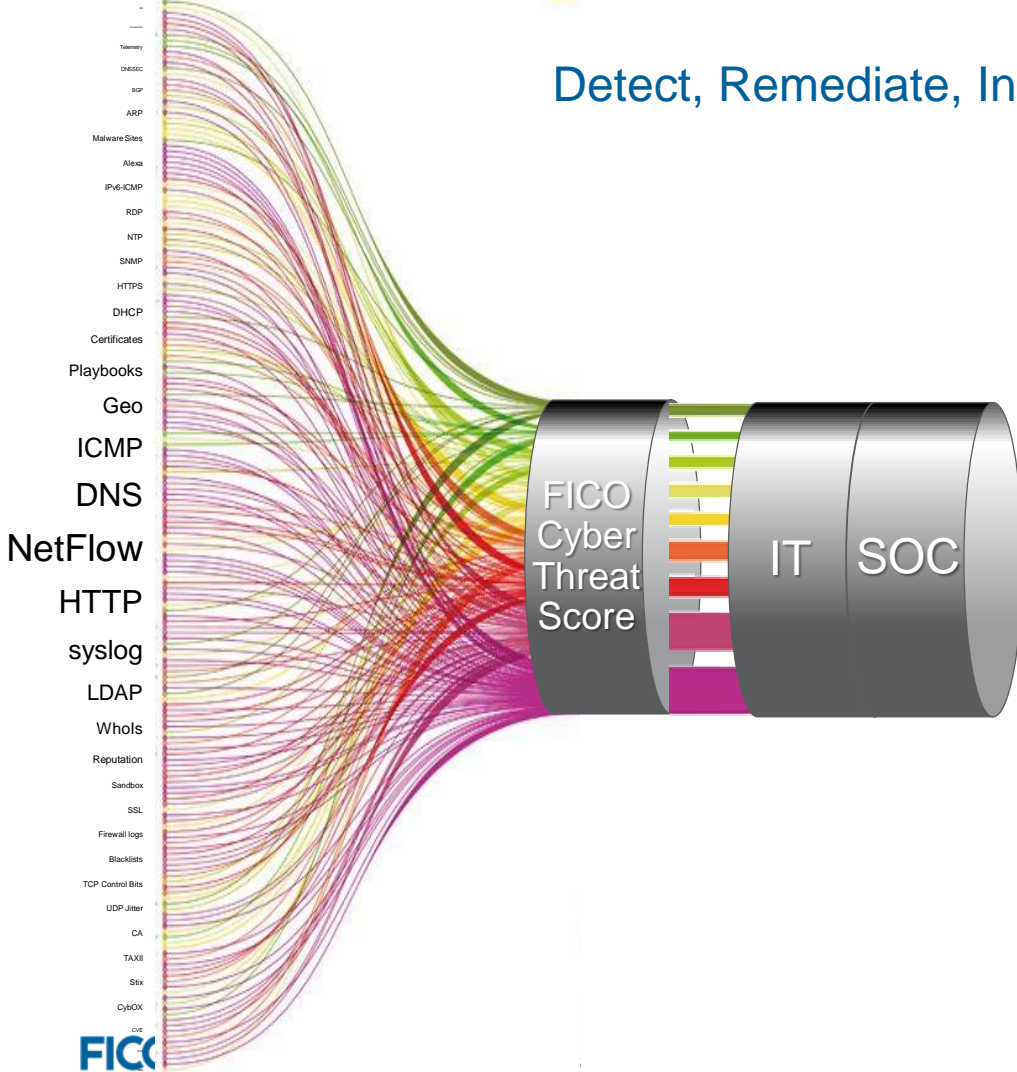 Detect, Remediate, In
Telemetry
DNSSEC
BGP
ARP
Malware Sites
Alexa
IPv6-ICMP
RDP
NTP
SNMP
HTTPS
DHCP
Certificates
Playbooks
Geo
ICMP
DNS
NetFlow
HTTP
syslog
LDAP
WhoIs
Reputation
Sandbox
SSL
Firewall logs
Blacklists
TCP Control Bits
UDP Jitter
CA
TAXII
Stix
CybOX
CVE
FICO
Cyber
Threat
Score
IT
SOC
FICO